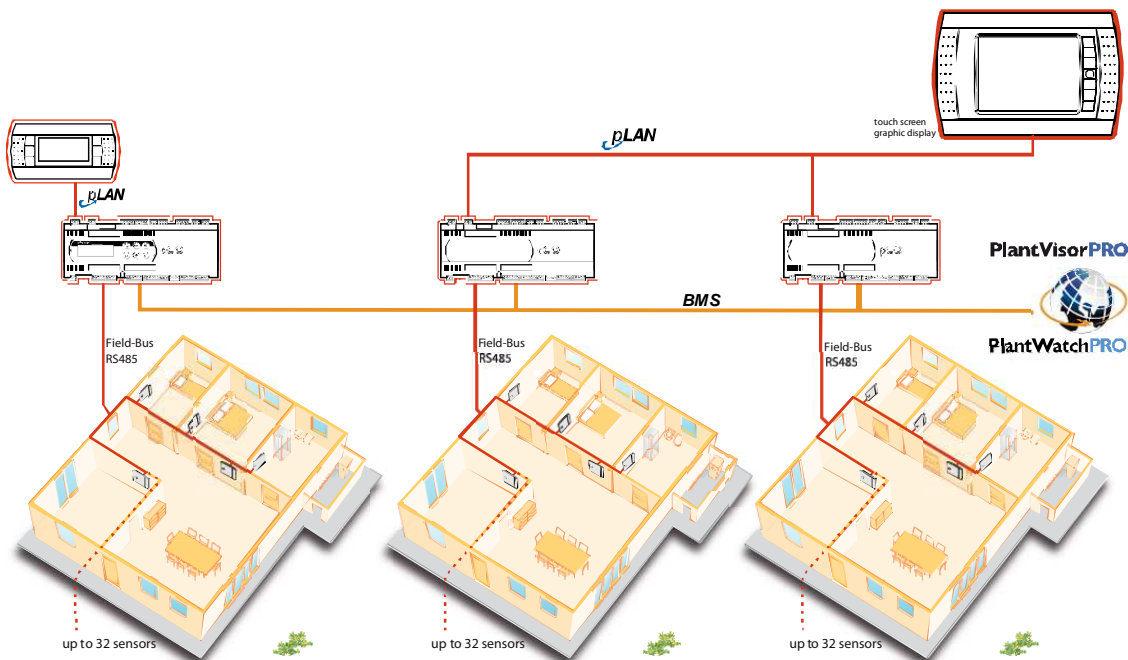 touch screen
graphic display
pLAN
pLAN
PlantVisorPRO
BMS
PlantWatchPRO
Field-Bus
RS485
Field-Bus
RS485
Field-Bus
RS485
up to 32 sensors
up to 32 sensors
up to 32 sensors